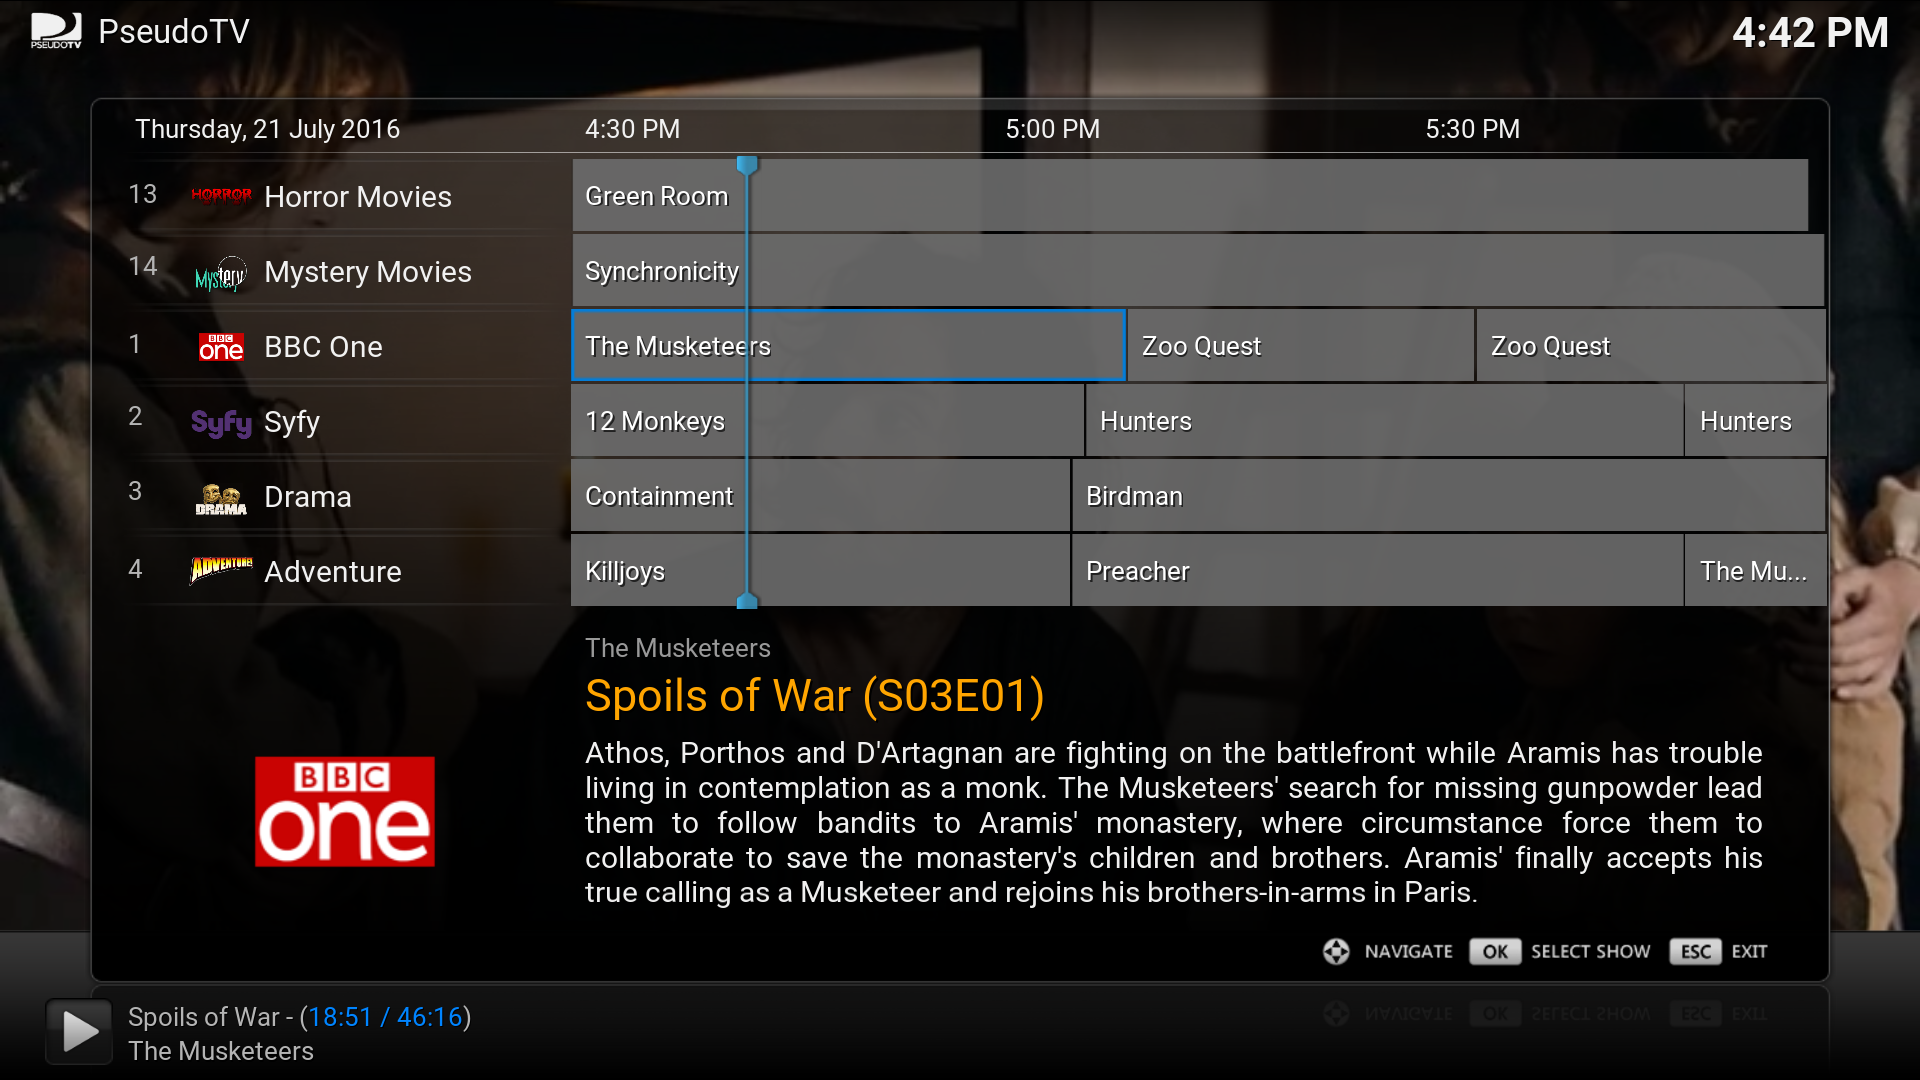 PSEUDOTV PseudoTV 4:42 PM
Thursday, 21 July 2016 4:30 PM 5:00 PM 5:30 PM
13 HORROR Horror Movies Green Room
14 Mystery Mystery Movies Synchronicity
1 BBC one BBC One The Musketeers Zoo Quest Zoo Quest
2 Syfy Syfy 12 Monkeys Hunters Hunters
3 DRAMA Drama Containment Birdman
4 ADVENTURE! Adventure Killjoys Preacher The Mu...
The Musketeers
Spoils of War (S03E01)
Athos, Porthos and D'Artagnan are fighting on the battlefront while Aramis has trouble
living in contemplation as a monk. The Musketeers' search for missing gunpowder lead
them to follow bandits to Aramis' monastery, where circumstance force them to
collaborate to save the monastery's children and brothers. Aramis' finally accepts his
true calling as a Musketeer and rejoins his brothers-in-arms in Paris.
BBC
one
NAVIGATE OK SELECT SHOW ESC EXIT
Spoils of War - (18:51 / 46:16)
The Musketeers